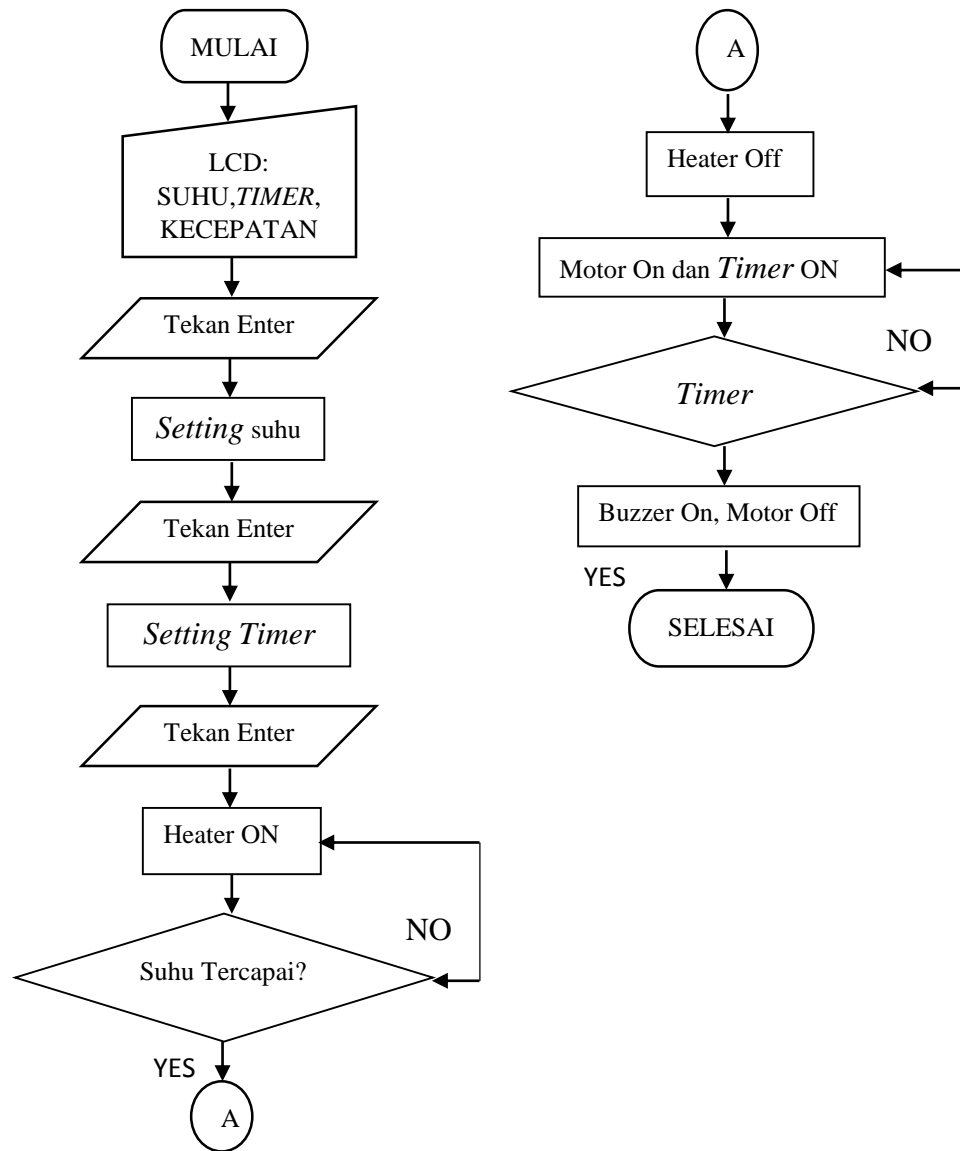 MULAI
LCD:
SUHU,TIMER,
KECEPATAN
Tekan Enter
Setting suhu
Tekan Enter
Setting Timer
Tekan Enter
Heater ON
NO
Suhu Tercapai?
YES
A
A
Heater Off
Motor On dan Timer ON
NO
Timer
Buzzer On, Motor Off
YES
SELESAI